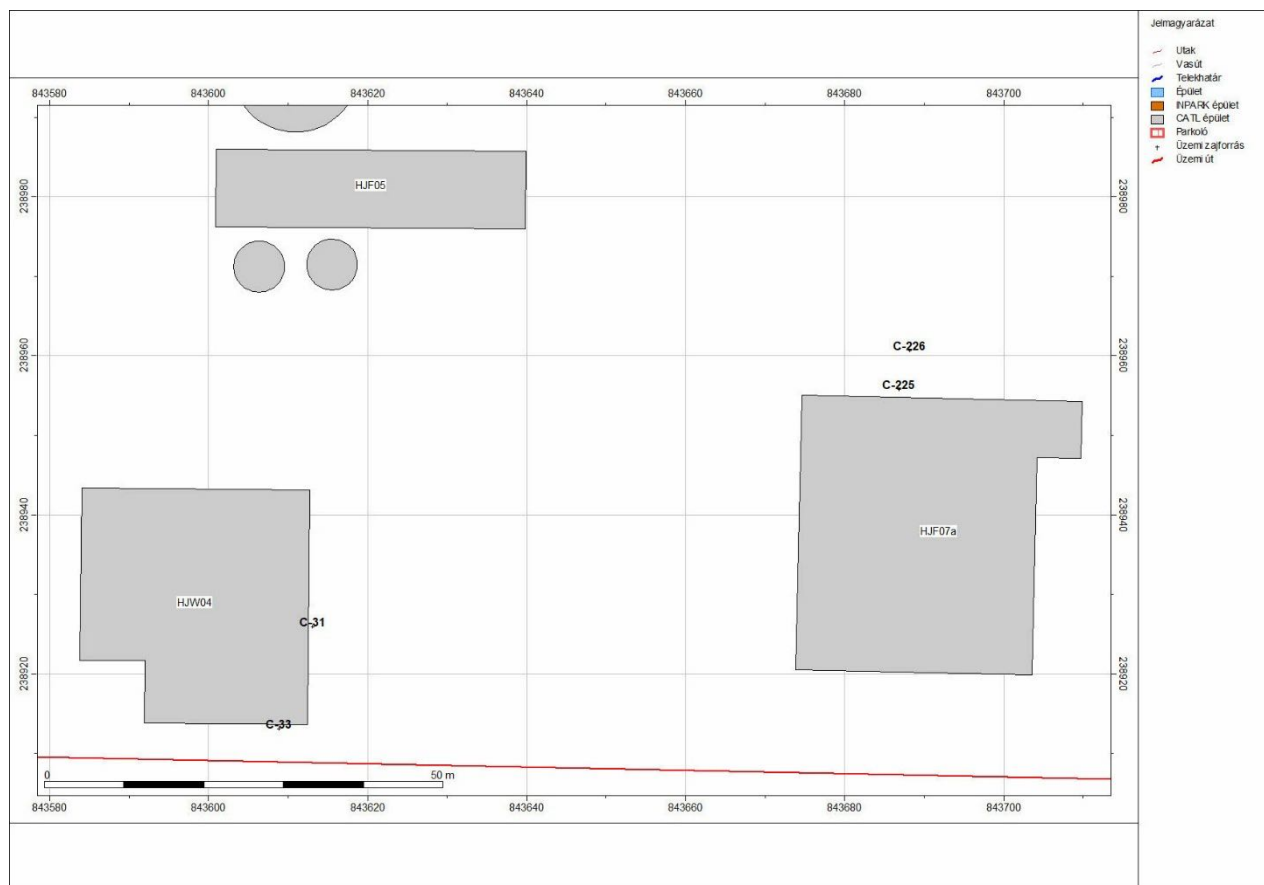 843580 843600 843620 843640 843660 843680 843700
HJF05
238980 238980
C-226
238960 238960
C-225
238940 238940
HJF07a
HJW04
C-31
238920 238920
C-33
0 50 m
843580 843600 843620 843640 843660 843680 843700
Jelmagyarázat
Utak
Vasút
Telekhatár
Épület
INPARK épület
CATL épület
Parkoló
Üzemi zajforrás
Üzemi út